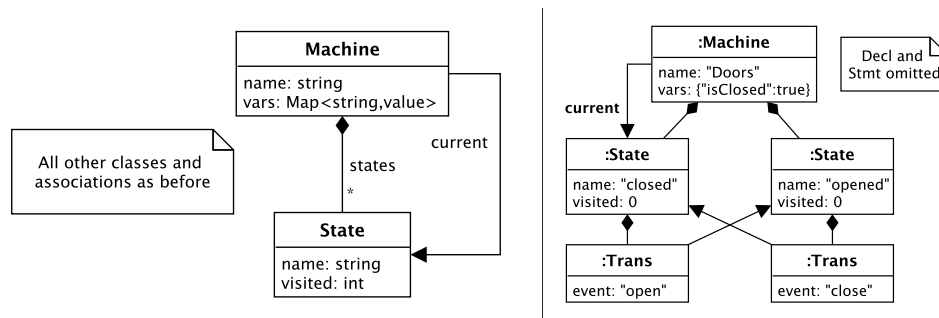 Machine
name: string
vars: Map<string,value>
current
states
*
All other classes and
associations as before
State
name: string
visited: int
:Machine
name: "Doors"
vars: {"isClosed":true}
Decl and
Stmt omitted
current
:State
name: "closed"
visited: 0
:State
name: "opened"
visited: 0
:Trans
event: "open"
:Trans
event: "close"